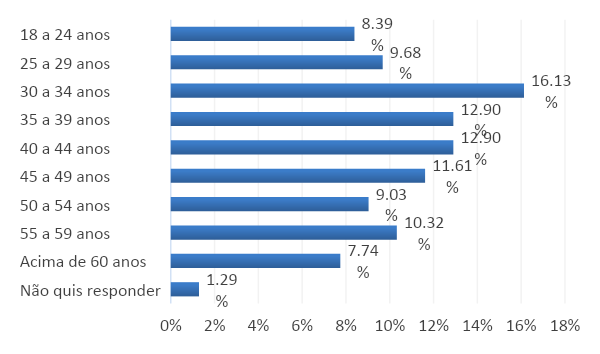 18 a 24 anos 8.39 %
25 a 29 anos 9.68 %
30 a 34 anos 16.13 %
35 a 39 anos 12.90 %
40 a 44 anos 12.90 %
45 a 49 anos 11.61 %
50 a 54 anos 9.03 %
55 a 59 anos 10.32 %
Acima de 60 anos 7.74 %
Não quis responder 1.29 %
0% 2% 4% 6% 8% 10% 12% 14% 16% 18%